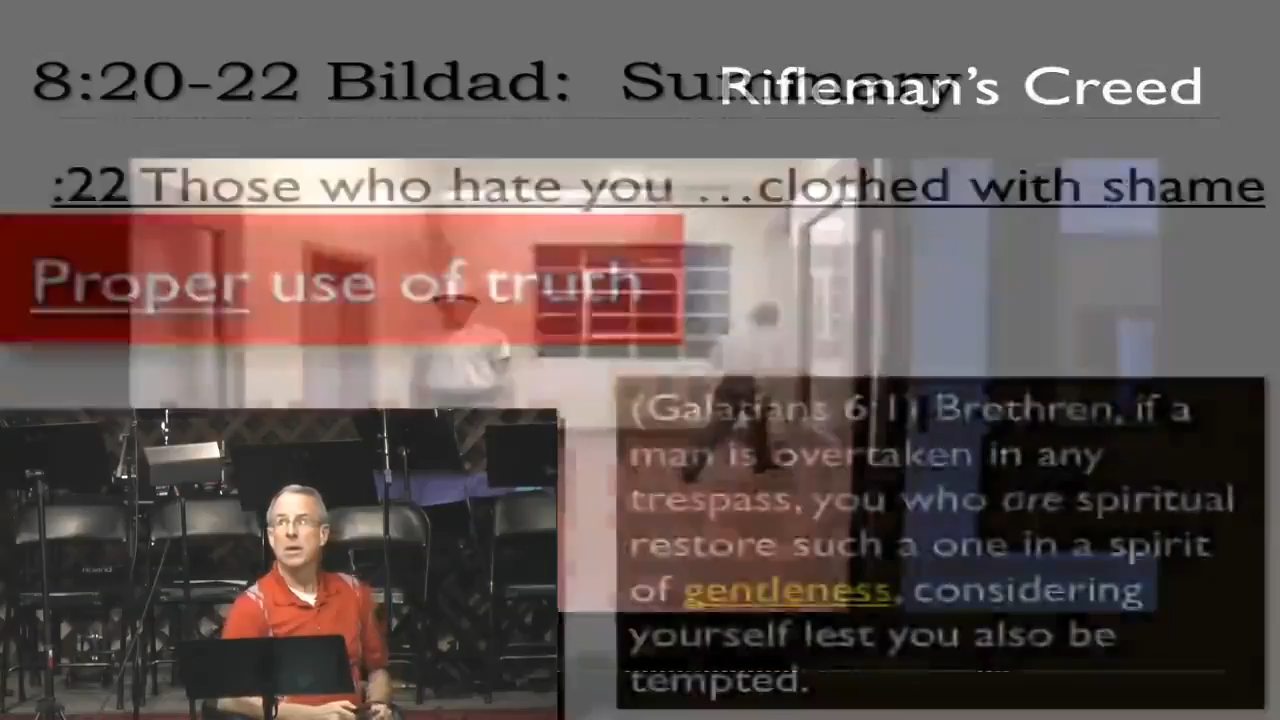 8:20-22 Bildad: Summary
Rifleman's Creed
:22 Those who hate you ...clothed with shame
Proper use of truth
(Galatians 6:1) Brethren, if a
man is overtaken in any
trespass, you who are spiritual
restore such a one in a spirit
of gentleness, considering
yourself lest you also be
tempted.